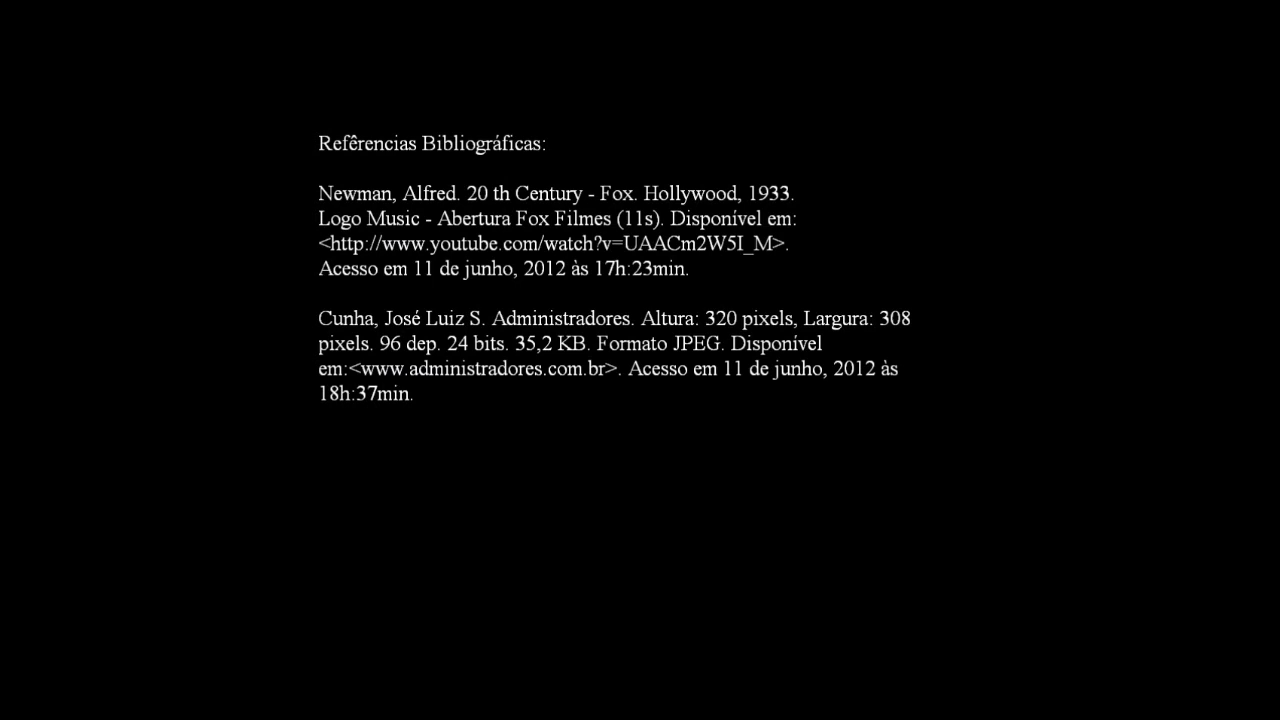 Refêrencias Bibliográficas:
Newman, Alfred. 20 th Century - Fox. Hollywood, 1933.
Logo Music - Abertura Fox Filmes (11s). Disponível em:
<http://www.youtube.com/watch?v=UAACm2W5I_M>.
Acesso em 11 de junho, 2012 às 17h:23min.
Cunha, José Luiz S. Administradores. Altura: 320 pixels, Largura: 308
pixels. 96 dep. 24 bits. 35,2 KB. Formato JPEG. Disponível
em:<www.administradores.com.br>. Acesso em 11 de junho, 2012 às
18h:37min.